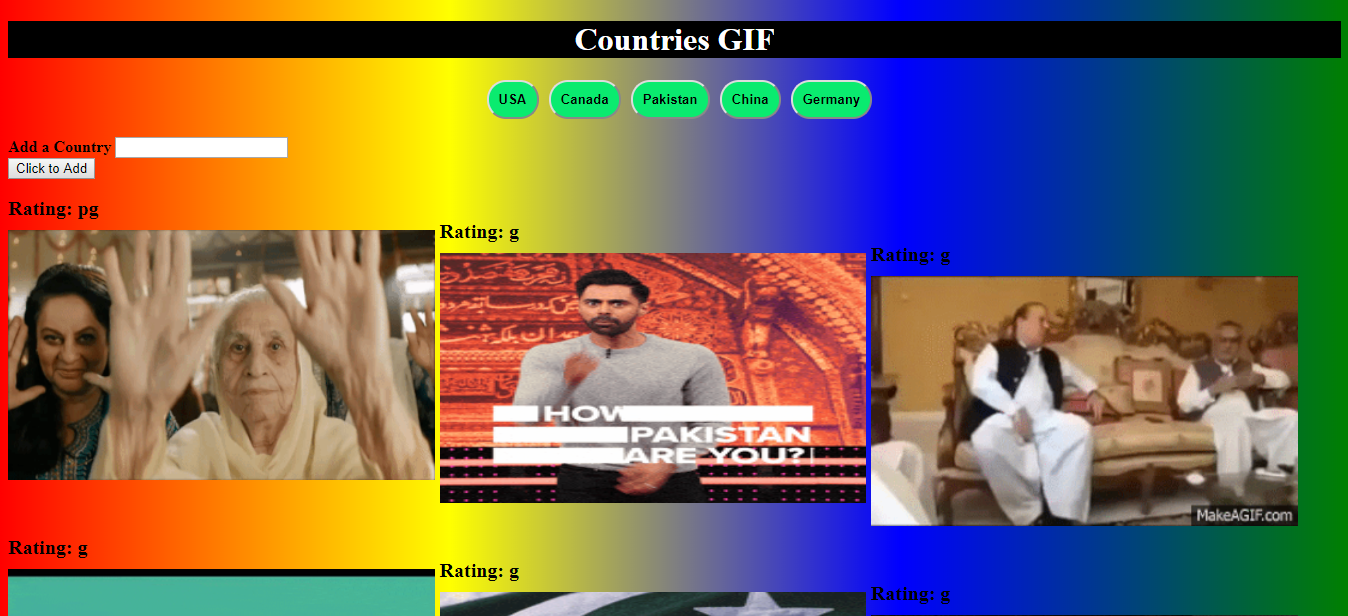 Countries GIF
USA Canada Pakistan China Germany
Add a Country
Click to Add
Rating: pg
Rating: g
Rating: g
HOW
PAKISTAN
ARE YOU?
MakeAGIF.com
Rating: g
Rating: g
Rating: g